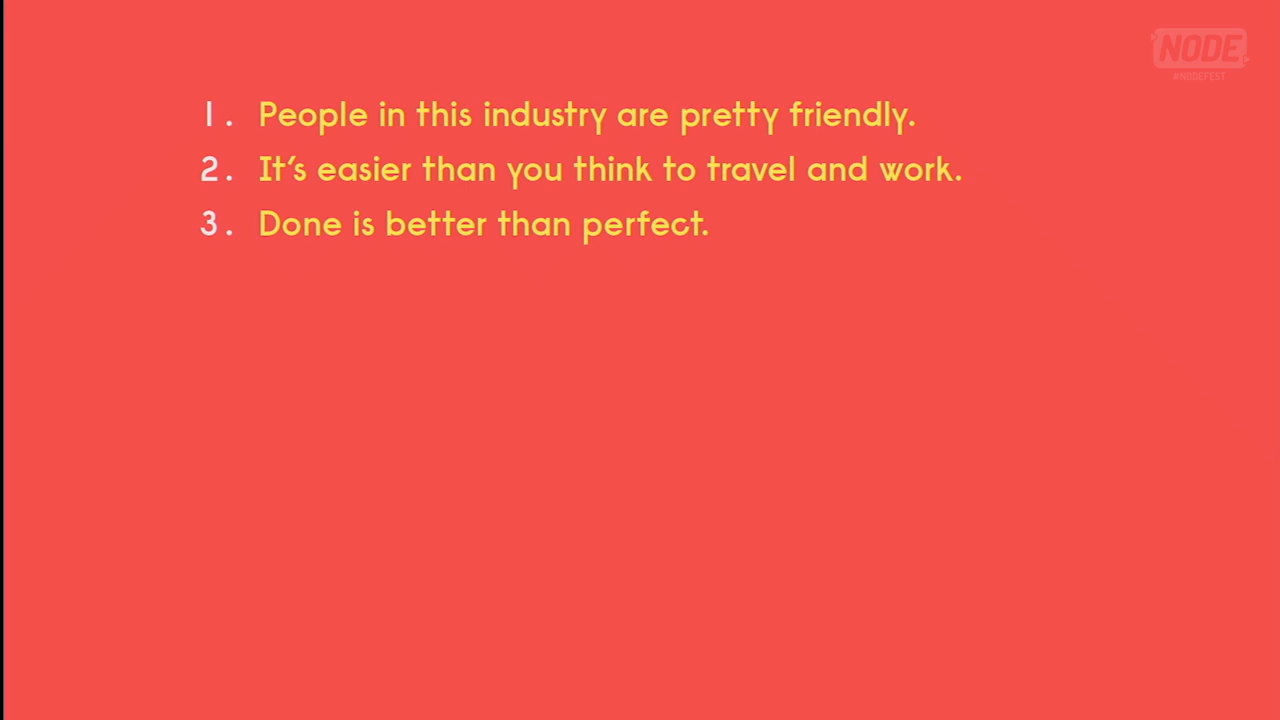 NODE
#NODEFEST
1. People in this industry are pretty friendly.
2. It's easier than you think to travel and work.
3. Done is better than perfect.